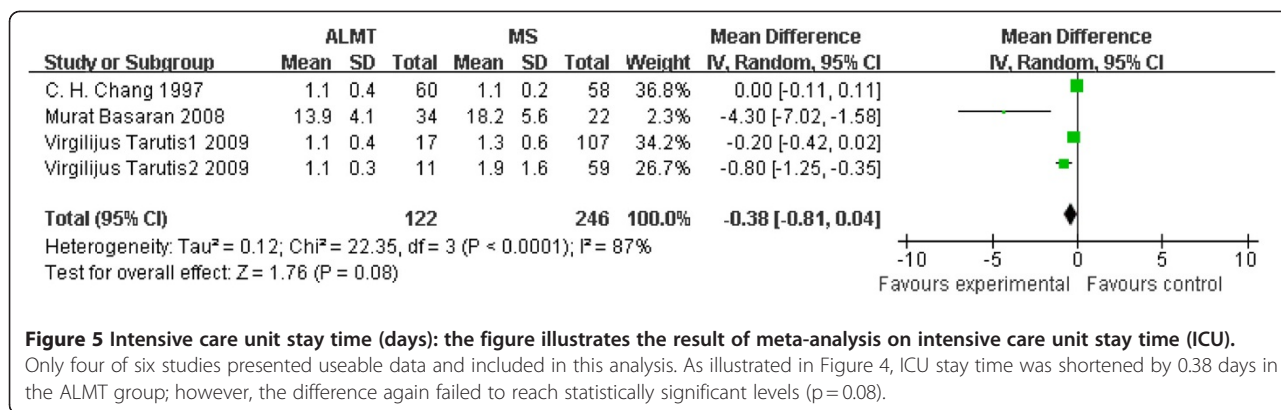 ALMT MS Mean Difference Mean Difference
Study or Subgroup Mean SD Total Mean SD Total Weight IV, Random, 95% CI IV, Random, 95% CI
C. H. Chang 1997 1.1 0.4 60 1.1 0.2 58 36.8% 0.00 [-0.11, 0.11]
Murat Basaran 2008 13.9 4.1 34 18.2 5.6 22 2.3% -4.30 [-7.02, -1.58]
Virgilijus Tarutis1 2009 1.1 0.4 17 1.3 0.6 107 34.2% -0.20 [-0.42, 0.02]
Virgilijus Tarutis2 2009 1.1 0.3 11 1.9 1.6 59 26.7% -0.80 [-1.25, -0.35]
Total (95% CI) 122 246 100.0% -0.38 [-0.81, 0.04]
Heterogeneity: Tau² = 0.12; Chi² = 22.35, df = 3 (P < 0.0001); I² = 87%
Test for overall effect: Z = 1.76 (P = 0.08)
-10 -5 0 5 10
Favours experimental Favours control
Figure 5 Intensive care unit stay time (days): the figure illustrates the result of meta-analysis on intensive care unit stay time (ICU).
Only four of six studies presented useable data and included in this analysis. As illustrated in Figure 4, ICU stay time was shortened by 0.38 days in
the ALMT group; however, the difference again failed to reach statistically significant levels (p = 0.08).